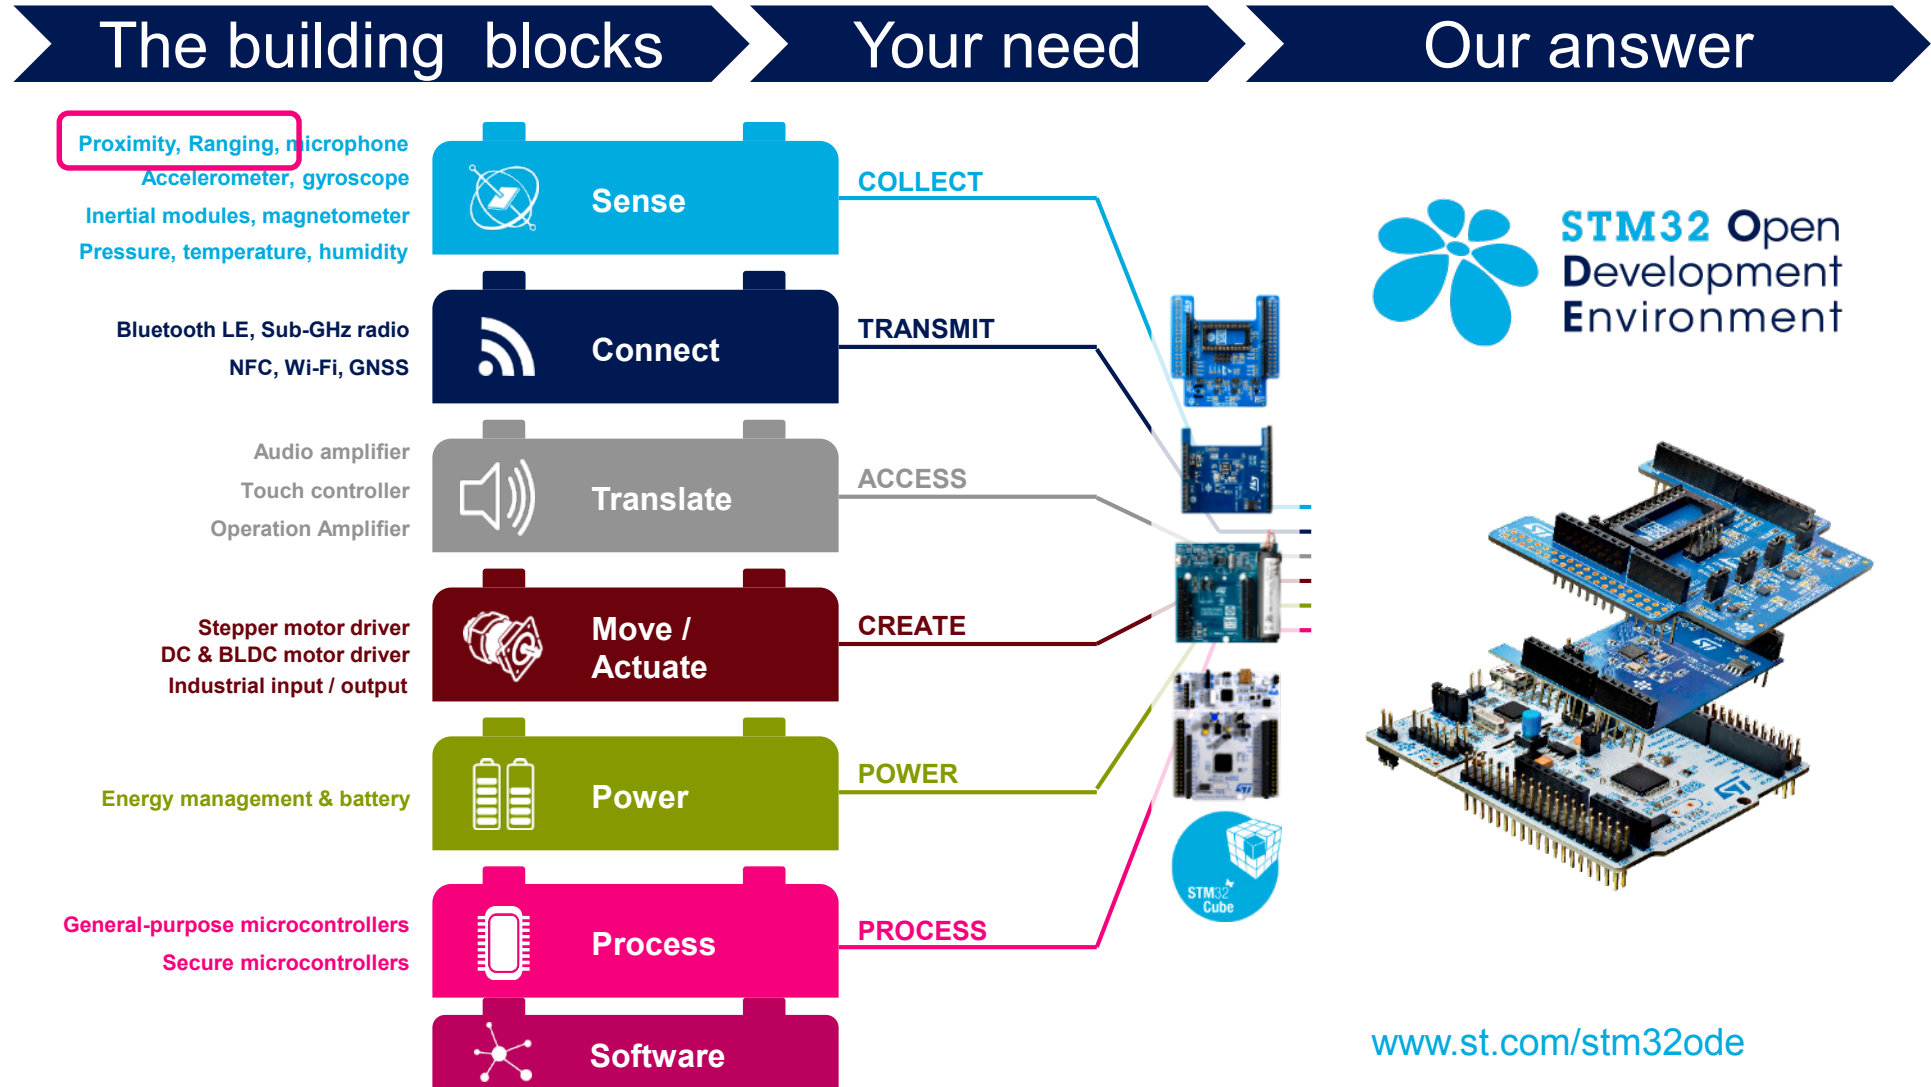 The building blocks
Your need
Our answer
Proximity, Ranging, microphone
Accelerometer, gyroscope
Inertial modules, magnetometer
Pressure, temperature, humidity
Sense
COLLECT
Bluetooth LE, Sub-GHz radio
NFC, Wi-Fi, GNSS
Connect
TRANSMIT
Audio amplifier
Touch controller
Operation Amplifier
Translate
ACCESS
Stepper motor driver
DC & BLDC motor driver
Industrial input / output
Move /
Actuate
CREATE
Energy management & battery
Power
POWER
General-purpose microcontrollers
Secure microcontrollers
Process
PROCESS
Software
STM32
Cube
STM32 Open
Development
Environment
www.st.com/stm32ode